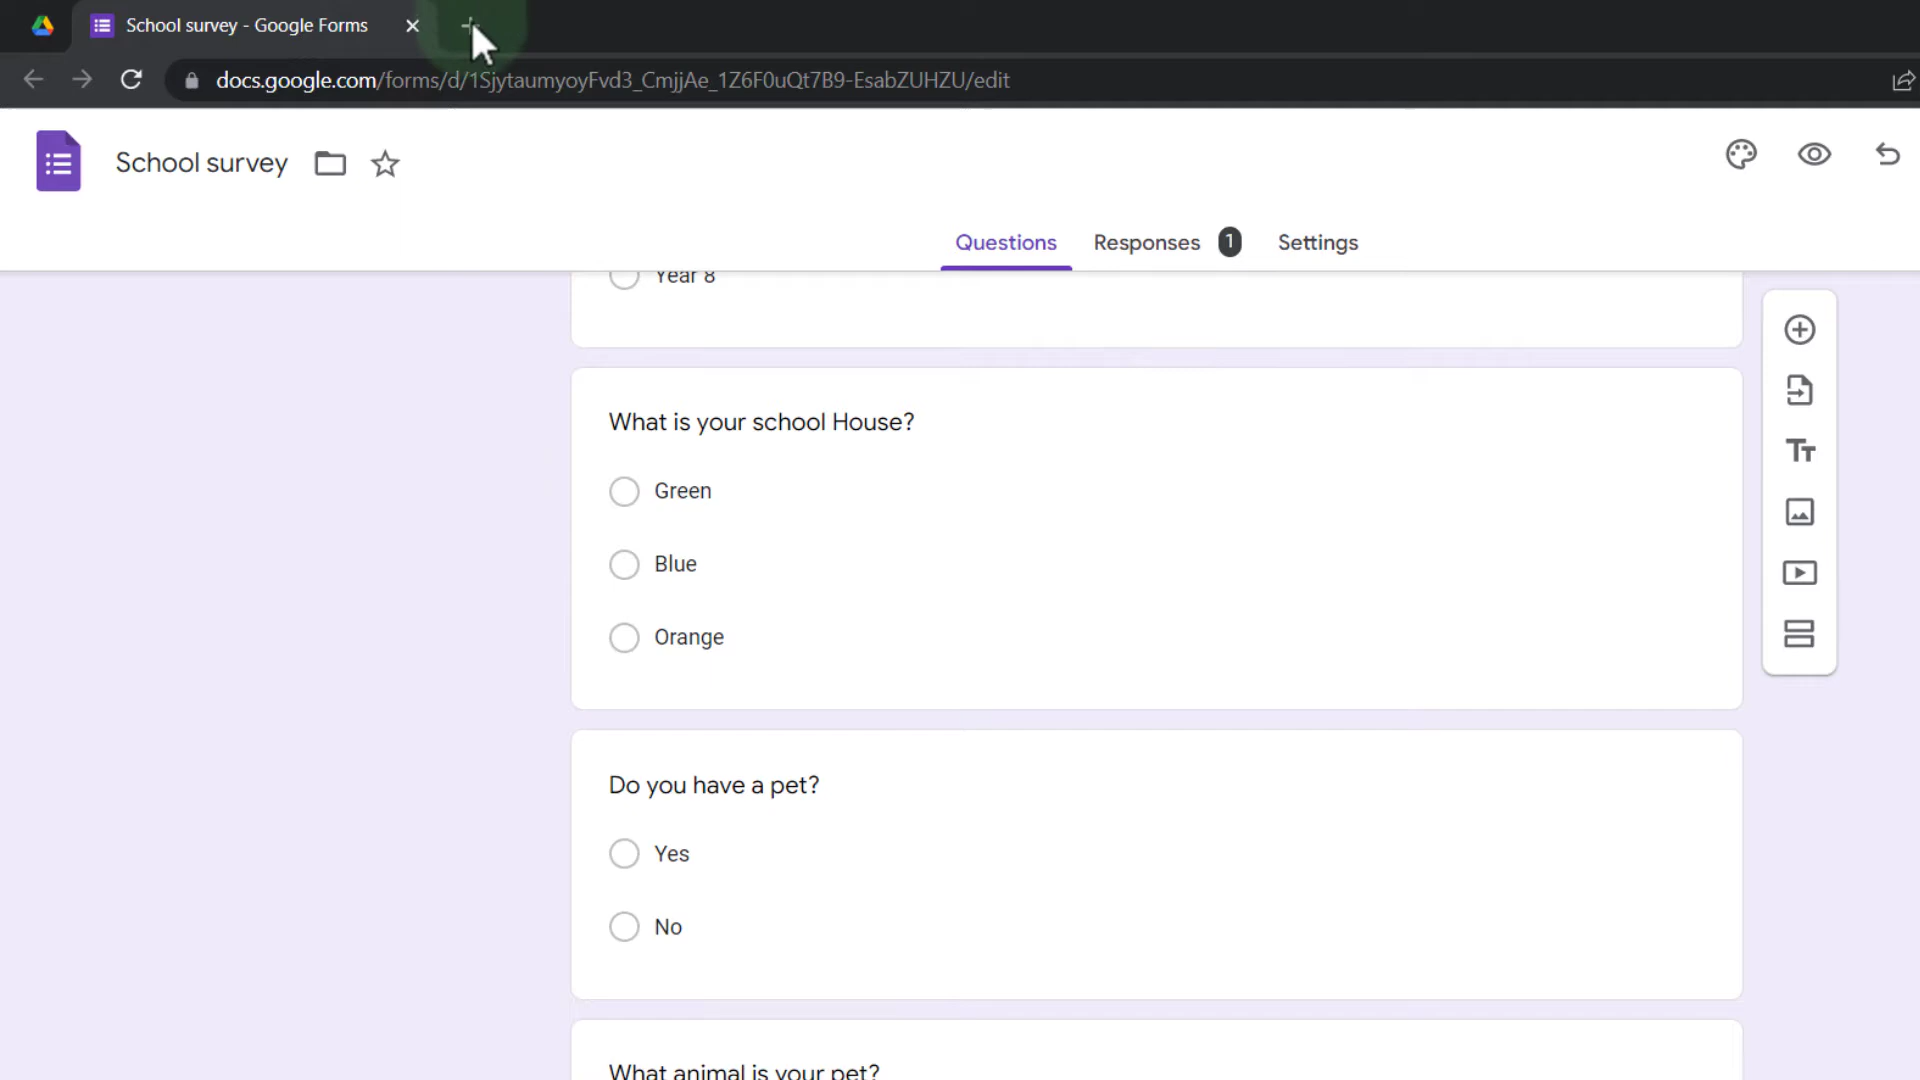 School survey - Google Forms
docs.google.com/forms/d/1SjytaumyoyFvd3_CmjjAe_1Z6F0uQt7B9-EsabZUHZU/edit
School survey
Questions
Responses 1
Settings
Year 8
What is your school House?
Green
Blue
Orange
Do you have a pet?
Yes
No
What animal is your pet?